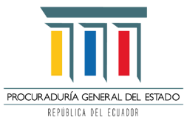 PROCURADURÍA GENERAL DEL ESTADO
REPÚBLICA DEL ECUADOR